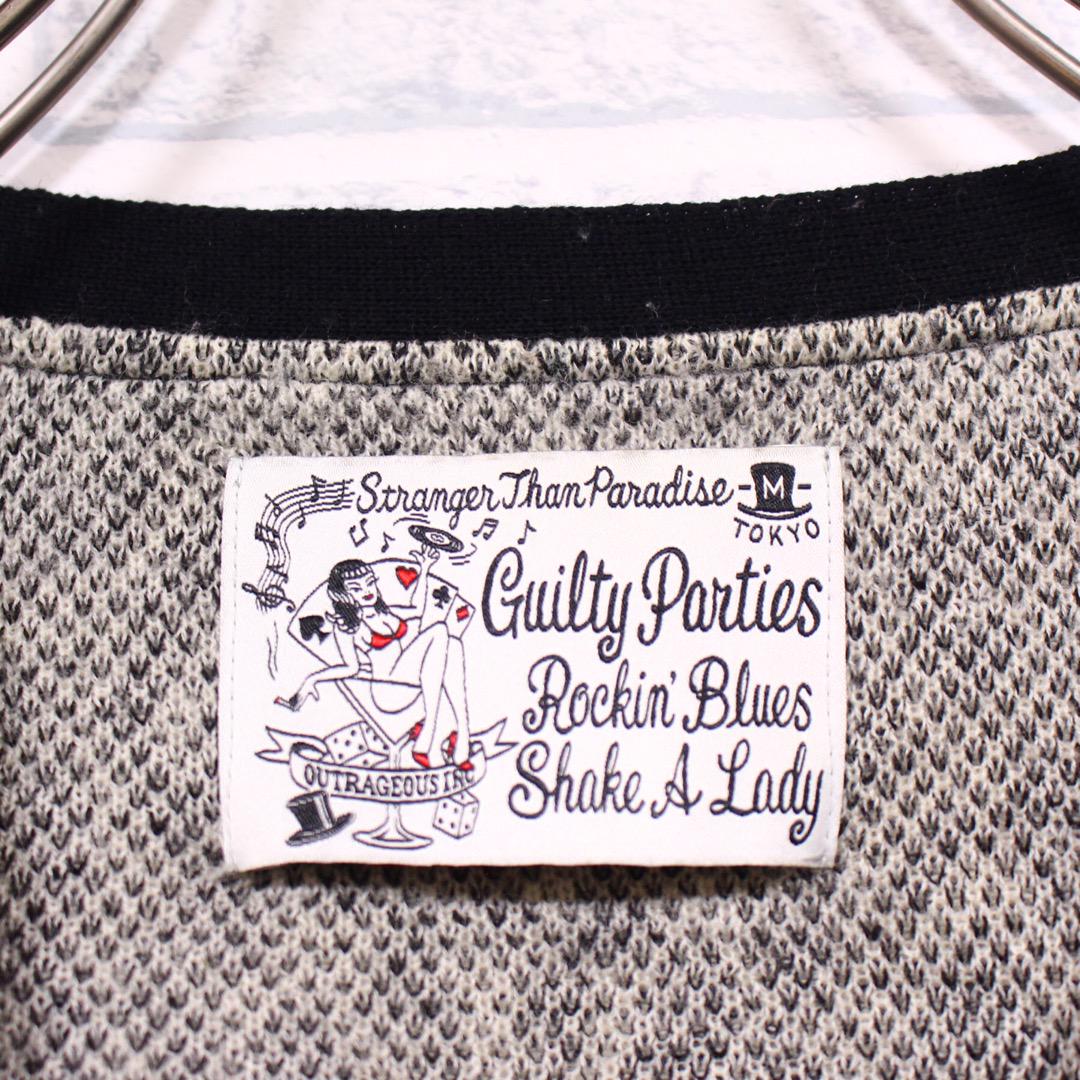 Stranger Than Paradise
-M-
TOKYO
Guilty Parties
Rockin' Blues
Shake A Lady
OUTRAGEOUS INC